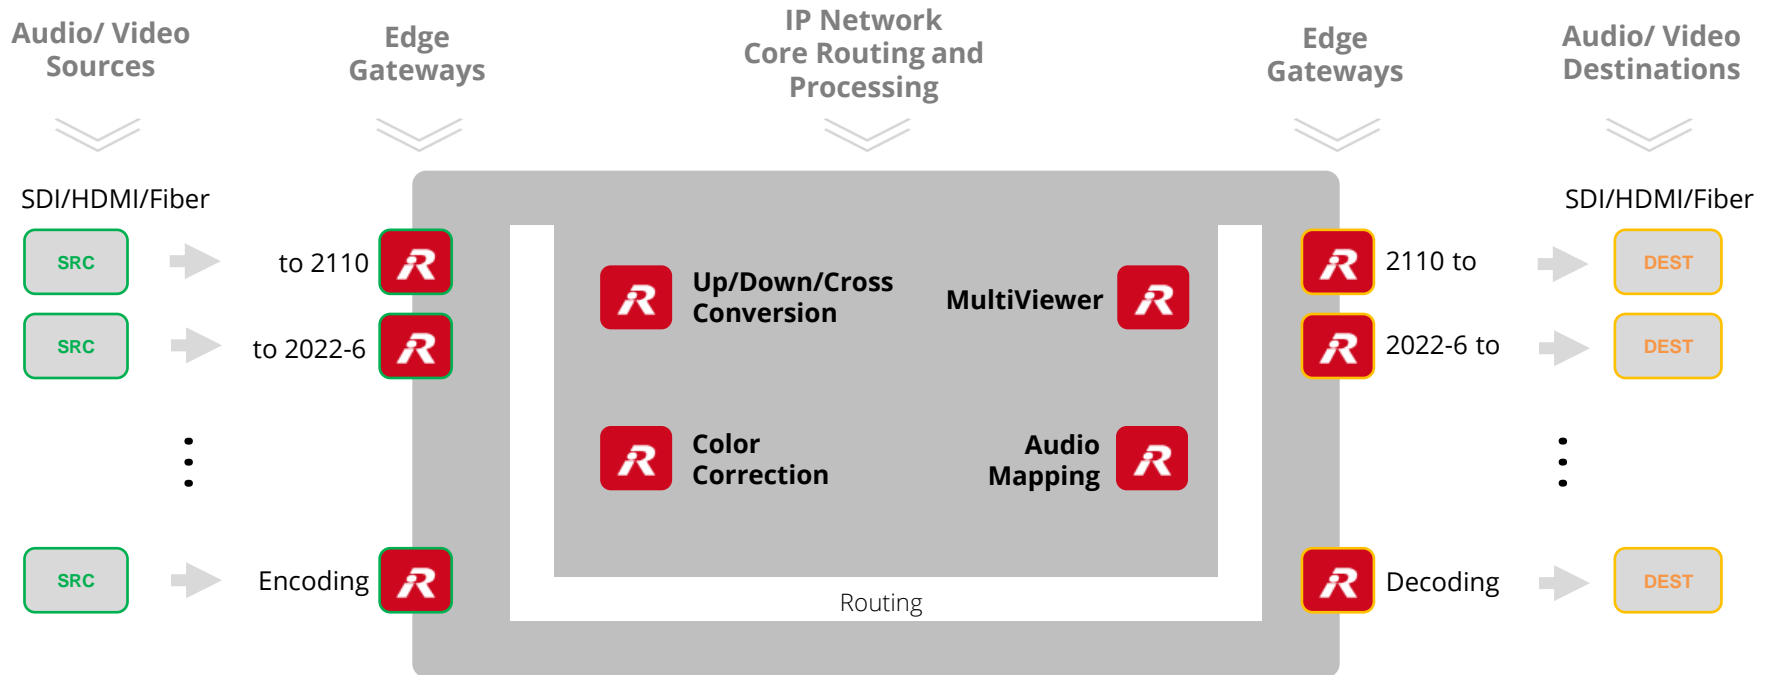 Audio/ Video
Sources
Edge
Gateways
IP Network
Core Routing and
Processing
Edge
Gateways
Audio/ Video
Destinations
SDI/HDMI/Fiber
SDI/HDMI/Fiber
SRC
to 2110
R
R
Up/Down/Cross
Conversion
MultiViewer
R
R
2110 to
DEST
SRC
to 2022-6
R
R
2022-6 to
DEST
R
Color
Correction
Audio
Mapping
R
SRC
Encoding
R
R
Decoding
DEST
Routing